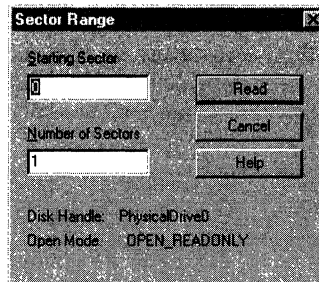 Sector Range
Starting Sector
0
Read
Number of Sectors
Cancel
1
Help
Disk Handle: PhysicalDrive0
Open Mode: OPEN_READONLY